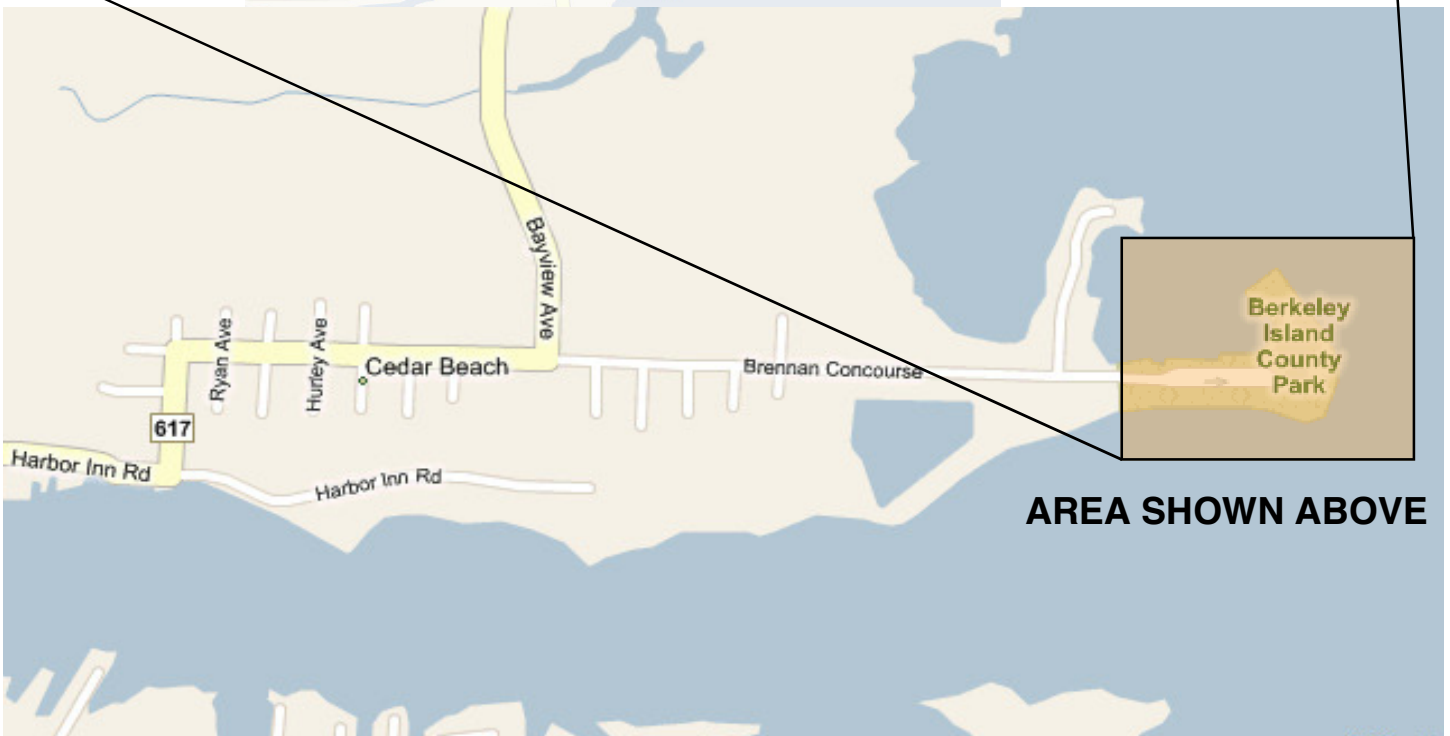 Bayview Ave
Ryan Ave
Hurley Ave
Cedar Beach
Brennan Concourse
Berkeley
Island
County
Park
617
Harbor Inn Rd
Harbor Inn Rd
AREA SHOWN ABOVE